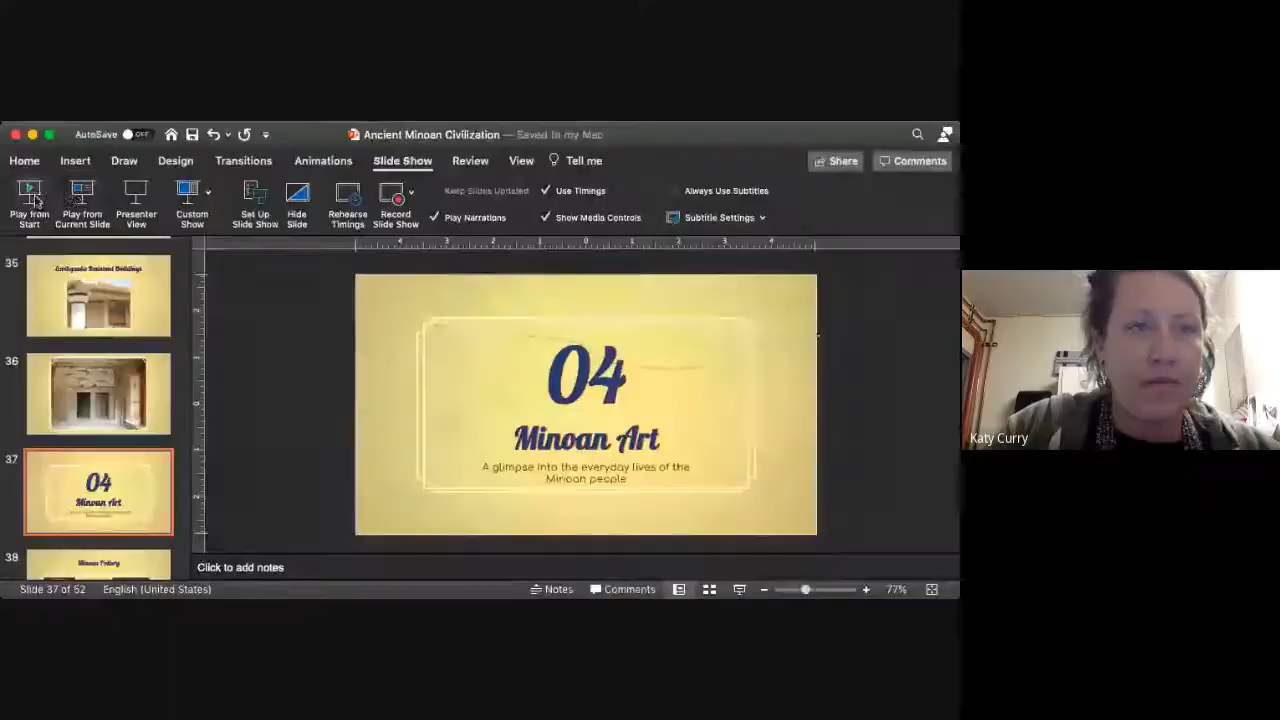 AutoSave OFF
Ancient Minoan Civilization — Saved to my Mac
Home Insert Draw Design Transitions Animations Slide Show Review View Tell me Share Comments
Play from Start
Play from Current Slide
Presenter View
Custom Show
Set Up Slide Show
Hide Slide
Rehearse Timings
Record Slide Show
Keep Slides Updated
Use Timings
Always Use Subtitles
Play Narrations
Show Media Controls
Subtitle Settings
35
Earthquake Resistant Buildings
36
37
04
Minoan Art
38
Minoan Pottery
04
Minoan Art
A glimpse into the everyday lives of the
Minoan people
Katy Curry
Click to add notes
Slide 37 of 52 English (United States) Notes Comments 77%